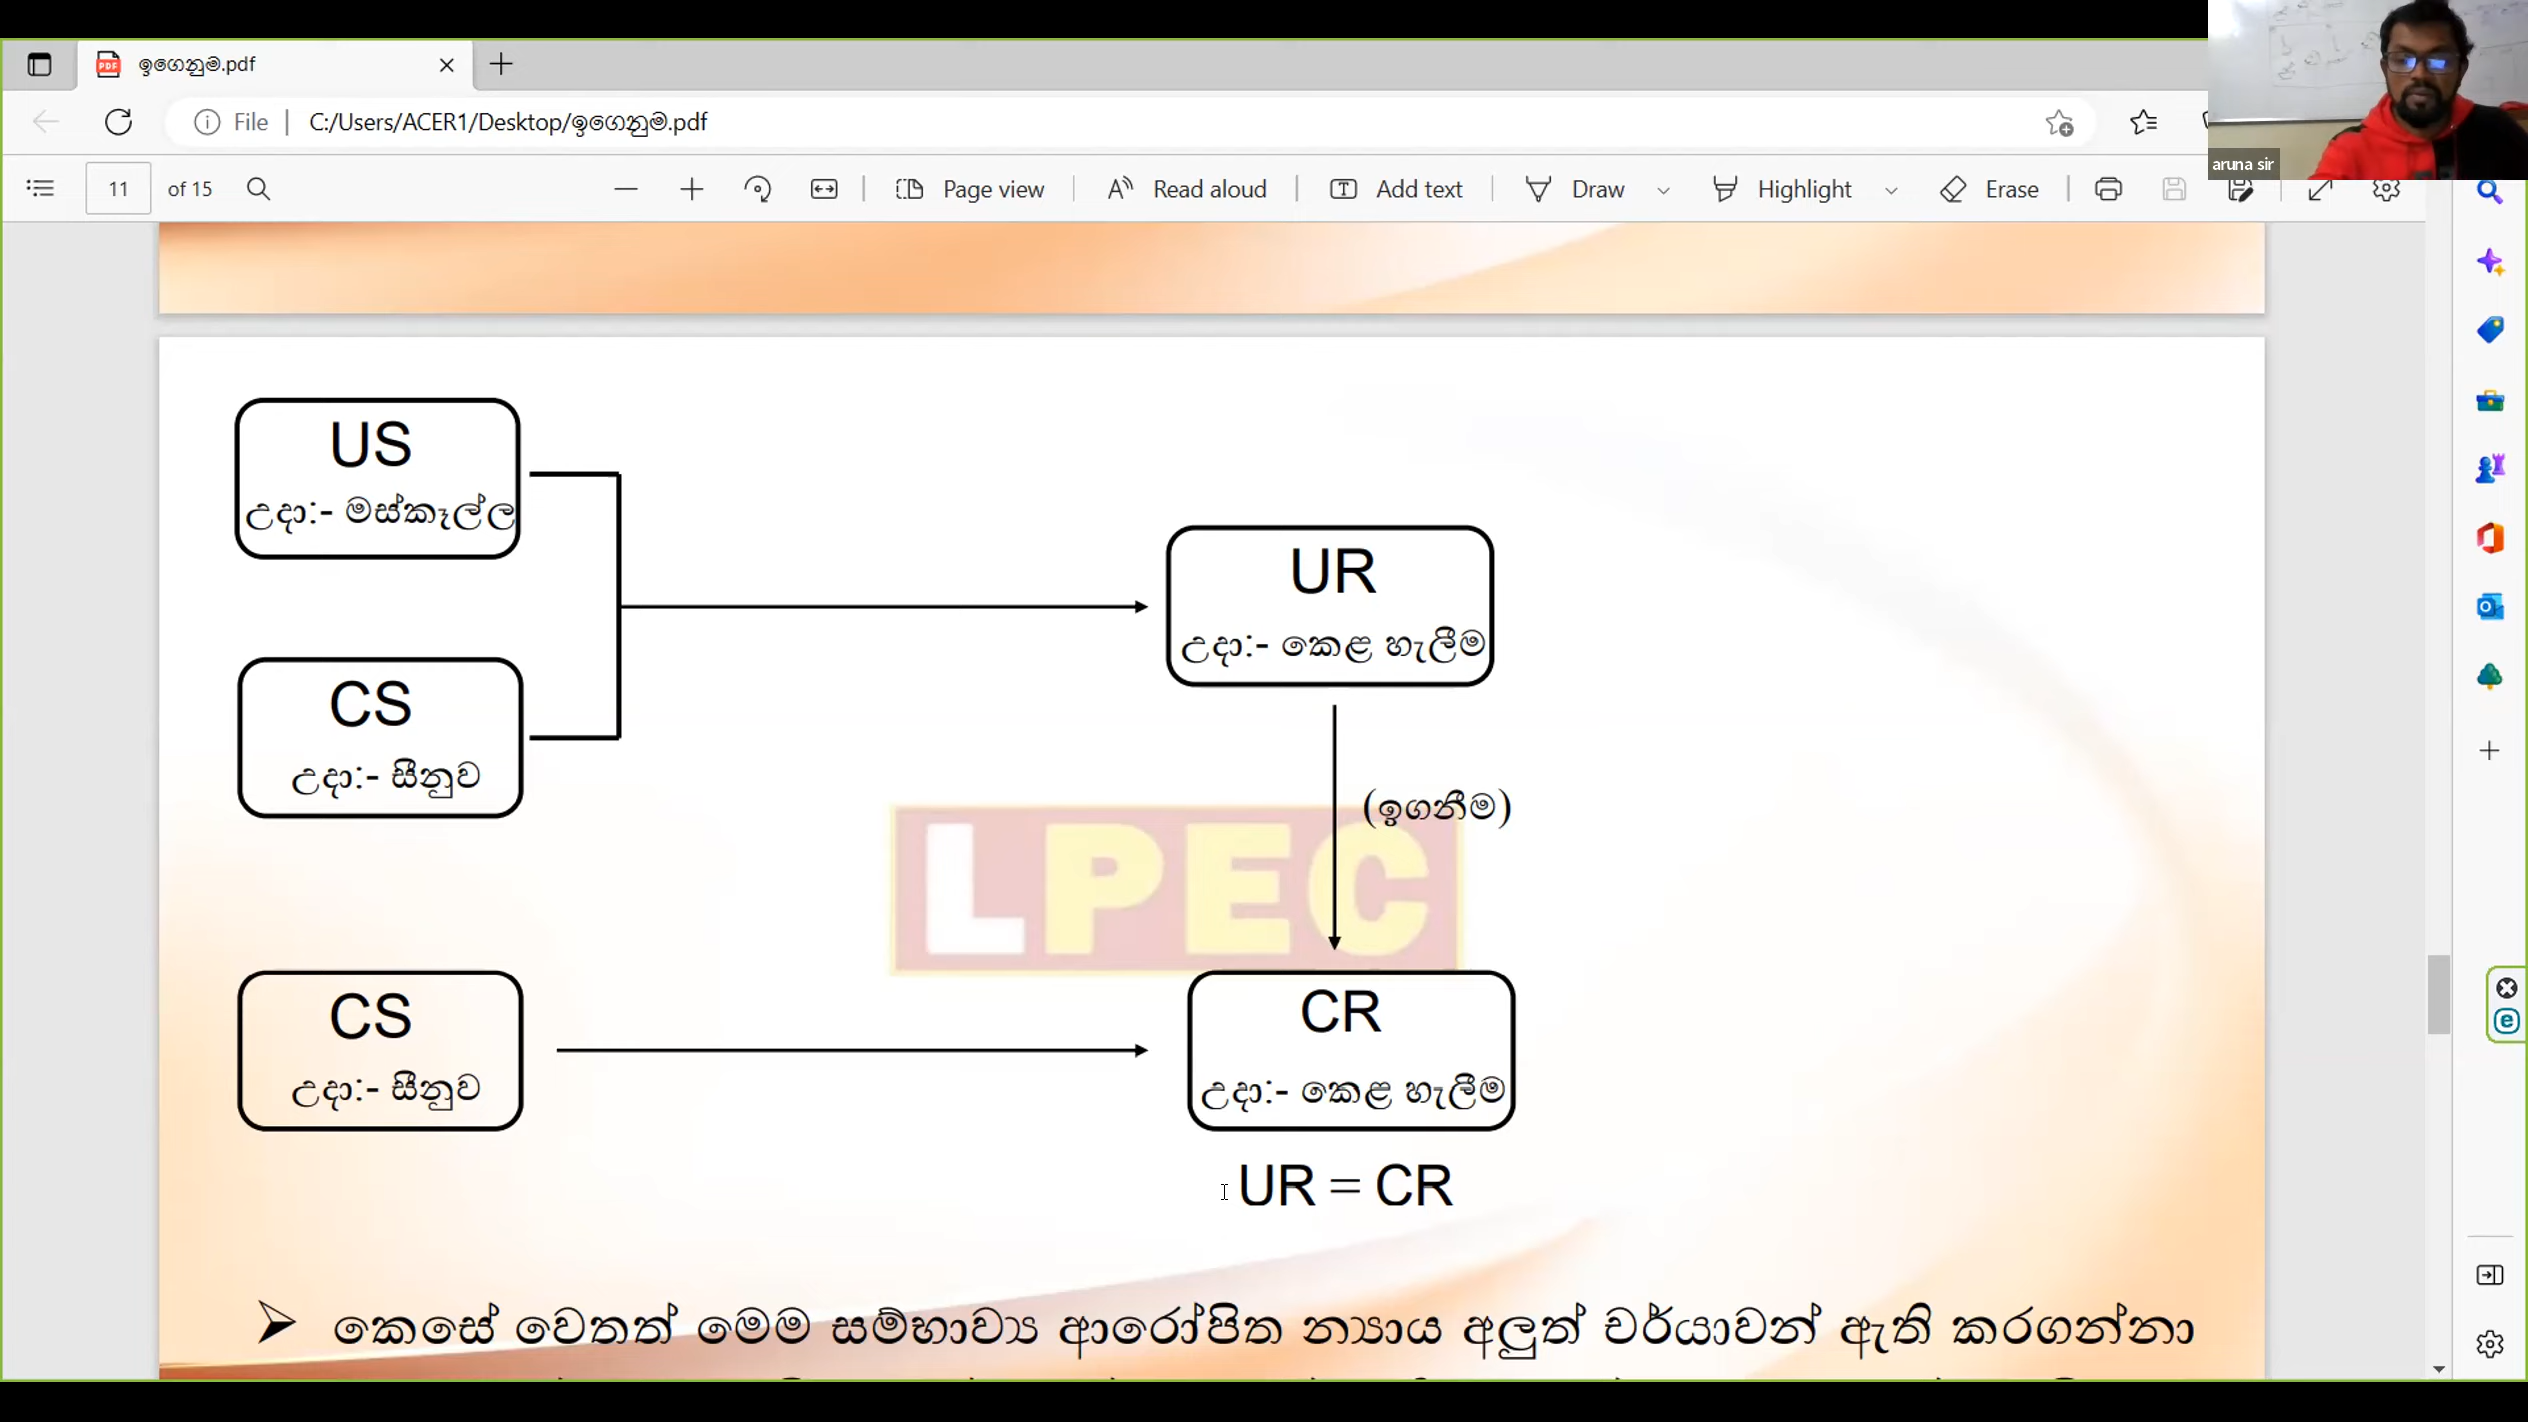 ඉගෙනුම.pdf
File | C:/Users/ACER1/Desktop/ඉගෙනුම.pdf
aruna sir
11 of 15 Page view Read aloud Add text Draw Highlight Erase
US
උදා:- මස්කෑල්ල
UR
උදා:- කෙළ හැලීම
CS
උදා:- සීනුව
(ඉගනීම)
LPEC
CS
උදා:- සීනුව
CR
උදා:- කෙළ හැලීම
UR = CR
කෙසේ වෙතත් මෙම සම්භාව්‍ය ආරෝපිත න්‍යාය අලුත් චර්යාවන් ඇති කරගන්නා